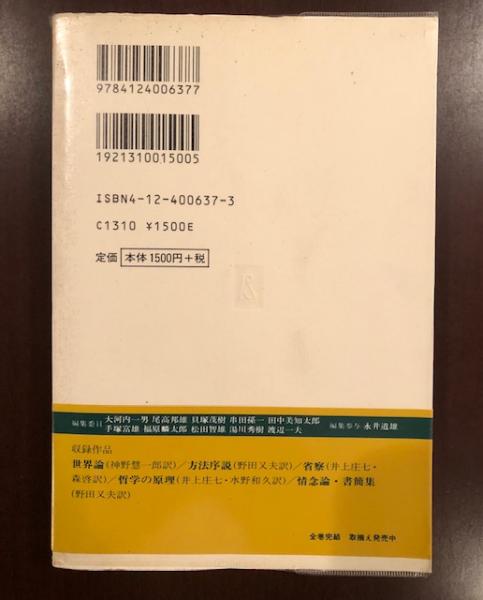 9784124006377
1921310015005
ISBN4-12-400637-3
C1310 ¥1500E
定価 本体1500円+税
編集委員 大河内一男 尾高邦雄 貝塚茂樹 串田孫一 田中美知太郎
手塚富雄 福原麟太郎 松田智雄 湯川秀樹 渡辺一夫 編集参与 永井道雄
収録作品
世界論(神野慧一郎訳)／方法序説(野田又夫訳)／省察(井上庄七・
森啓訳)／哲学の原理(井上庄七・水野和久訳)／情念論・書簡集
(野田又夫訳)
全巻完結 取揃え発売中